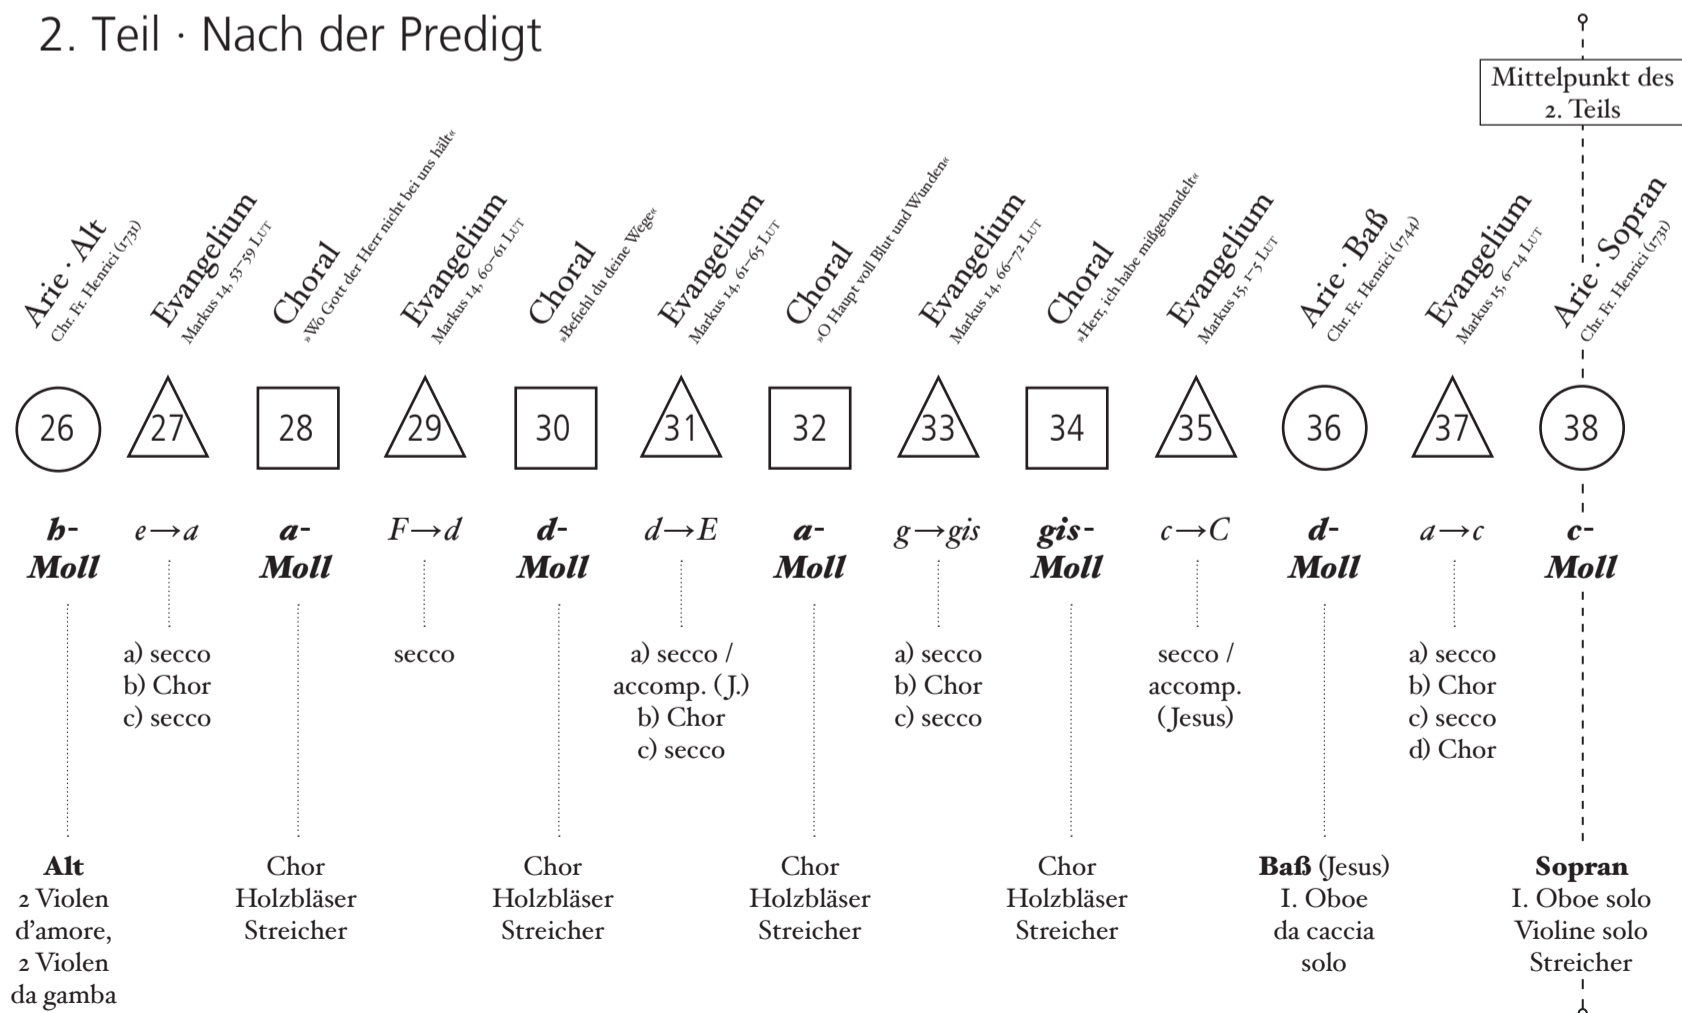 2. Teil · Nach der Predigt
Mittelpunkt des
2. Teils
Arie · Alt
Chr. Fr. Henrici (1731)
Evangelium
Markus 14, 53–59 LUT
Choral
»Wo Gott der Herr nicht bei uns hält«
Evangelium
Markus 14, 60–61 LUT
Choral
»Befiehl du deine Wege«
Evangelium
Markus 14, 61–65 LUT
Choral
»O Haupt voll Blut und Wunden«
Evangelium
Markus 14, 66–72 LUT
Choral
»Herr, ich habe mißgehandelt«
Evangelium
Markus 15, 1–5 LUT
Arie · Baß
Chr. Fr. Henrici (1744)
Evangelium
Markus 15, 6–14 LUT
Arie · Sopran
Chr. Fr. Henrici (1731)
26 27 28 29 30 31 32 33 34 35 36 37 38
h- e→a a- F→d d- d→E a- g→gis gis- c→C d- a→c c-
Moll Moll Moll Moll Moll Moll Moll
a) secco
b) Chor
c) secco
secco
a) secco /
accomp. (J.)
b) Chor
c) secco
a) secco
b) Chor
c) secco
secco /
accomp.
(Jesus)
a) secco
b) Chor
c) secco
d) Chor
Alt
2 Violen
d’amore,
2 Violen
da gamba
Chor
Holzbläser
Streicher
Chor
Holzbläser
Streicher
Chor
Holzbläser
Streicher
Chor
Holzbläser
Streicher
Baß (Jesus)
I. Oboe
da caccia
solo
Sopran
I. Oboe solo
Violine solo
Streicher